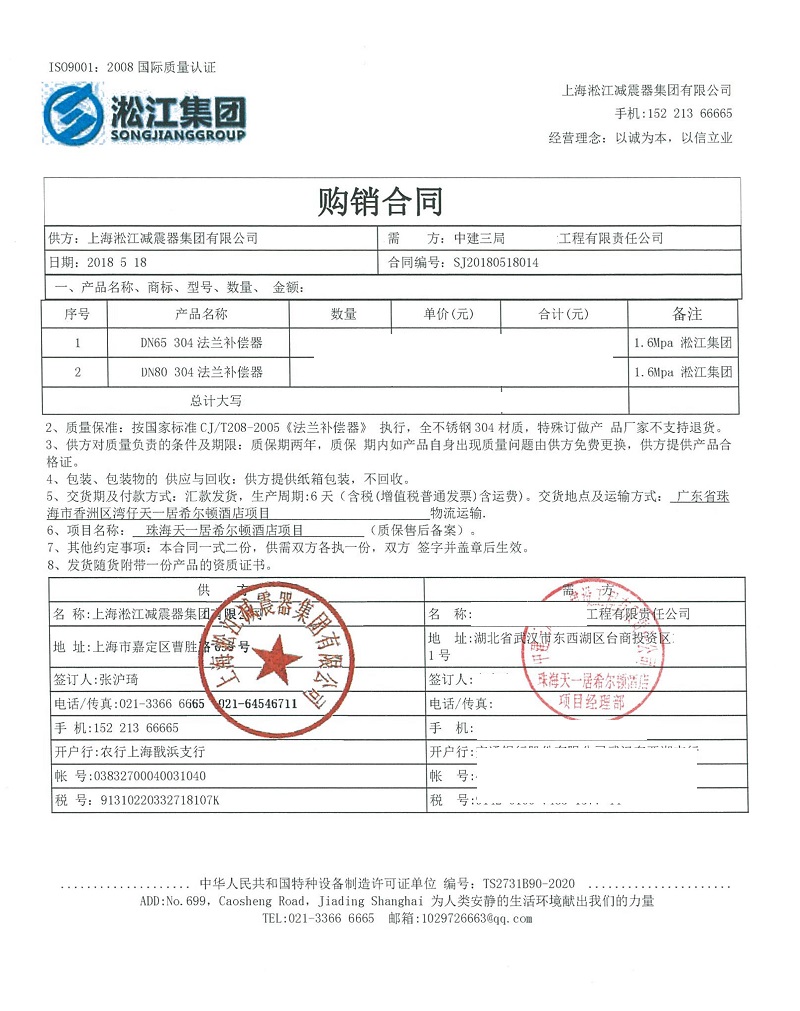 ISO9001: 2008 国际质量认证
淞江集团
SONGJIANGGROUP
上海淞江减震器集团有限公司
手机:152 213 66665
经营理念: 以诚为本, 以信立业
购销合同
供方: 上海淞江减震器集团有限公司
需 方: 中建三局 工程有限责任公司
日期: 2018 5 18
合同编号: SJ20180518014
一、产品名称、商标、型号、数量、 金额:
序号 产品名称 数量 单价(元) 合计(元) 备注
1 DN65 304 法兰补偿器 1.6Mpa 淞江集团
2 DN80 304 法兰补偿器 1.6Mpa 淞江集团
总计大写
2、质量保准: 按国家标准 CJ/T208-2005《法兰补偿器》 执行, 全不锈钢 304 材质, 特殊订做产 品厂家不支持退货。
3、供方对质量负责的条件及期限: 质保期两年, 质保 期内如产品自身出现质量问题由供方免费更换, 供方提供产品合
格证。
4、包装、包装物的 供应与回收: 供方提供纸箱包装, 不回收。
5、交货期及付款方式: 汇款发货, 生产周期:6 天（含税(增值税普通发票)含运费）。交货地点及运输方式: 广东省珠
海市香洲区湾仔天一居希尔顿酒店项目 物流运输.
6、项目名称: 珠海天一居希尔顿酒店项目 （质保售后备案）。
7、其他约定事项: 本合同一式二份, 供需双方各执一份, 双方 签字并盖章后生效。
8、发货随货附带一份产品的资质证书。
供 方
需 方
名 称:上海淞江减震器集团有限公司
名 称: 工程有限责任公司
地 址:上海市嘉定区曹胜路 号
地 址:湖北省武汉市东西湖区台商投资区
1 号
签订人:张沪琦
签订人:
电话/传真:021-3366 6665 021-64546711
电话/传真:
手 机:152 213 66665
手 机:
开户行:农行上海戬浜支行
开户行:
帐 号:03832700040031040
帐 号:
税 号: 91310220332718107K
税 号:
上海淞江减震器集团有限公司
珠海天一居希尔顿酒店
项目经理部
.................... 中华人民共和国特种设备制造许可证单位 编号: TS2731B90-2020 ......................
ADD:No.699, Caosheng Road, Jiading Shanghai 为人类安静的生活环境献出我们的力量
TEL:021-3366 6665 邮箱:1029726663@qq.com